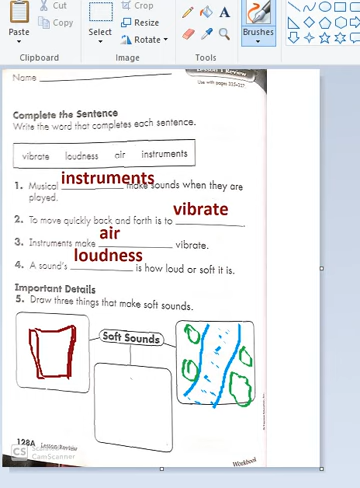 Cut
Crop
Paste
Copy
Select
Resize
Rotate
Brushes
Clipboard
Image
Tools
Name
Lesson 1 Review
Use with pages
Complete the Sentence
Write the word that completes each sentence.
vibrate loudness air instruments
instruments
1. Musical make sounds when they are
played.
vibrate
2. To move quickly back and forth is to
air
3. Instruments make vibrate.
loudness
4. A sound's is how loud or soft it is.
Important Details
5. Draw three things that make soft sounds.
Soft Sounds
128A Lesson Review
Workbook
CS CamScanner